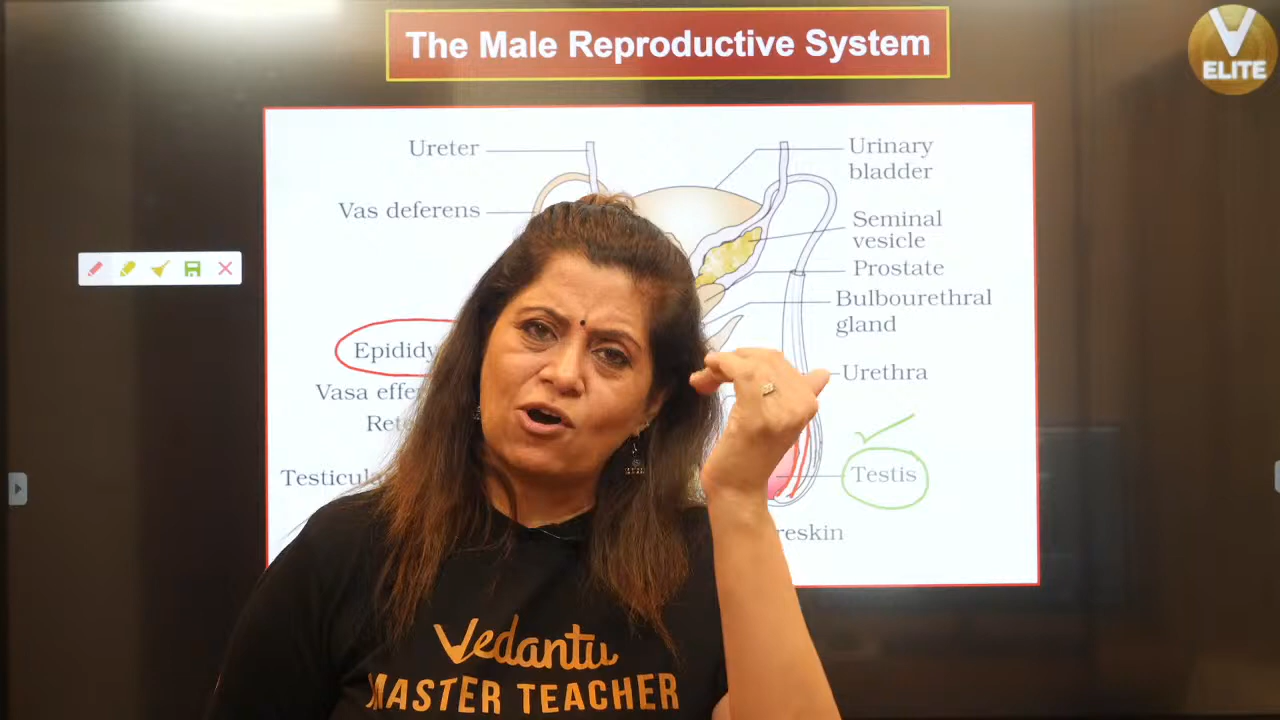 The Male Reproductive System
V
ELITE
Ureter
Vas deferens
Urinary
bladder
Seminal
vesicle
Prostate
Bulbourethral
gland
Urethra
Testis
Vedantu
MASTER TEACHER